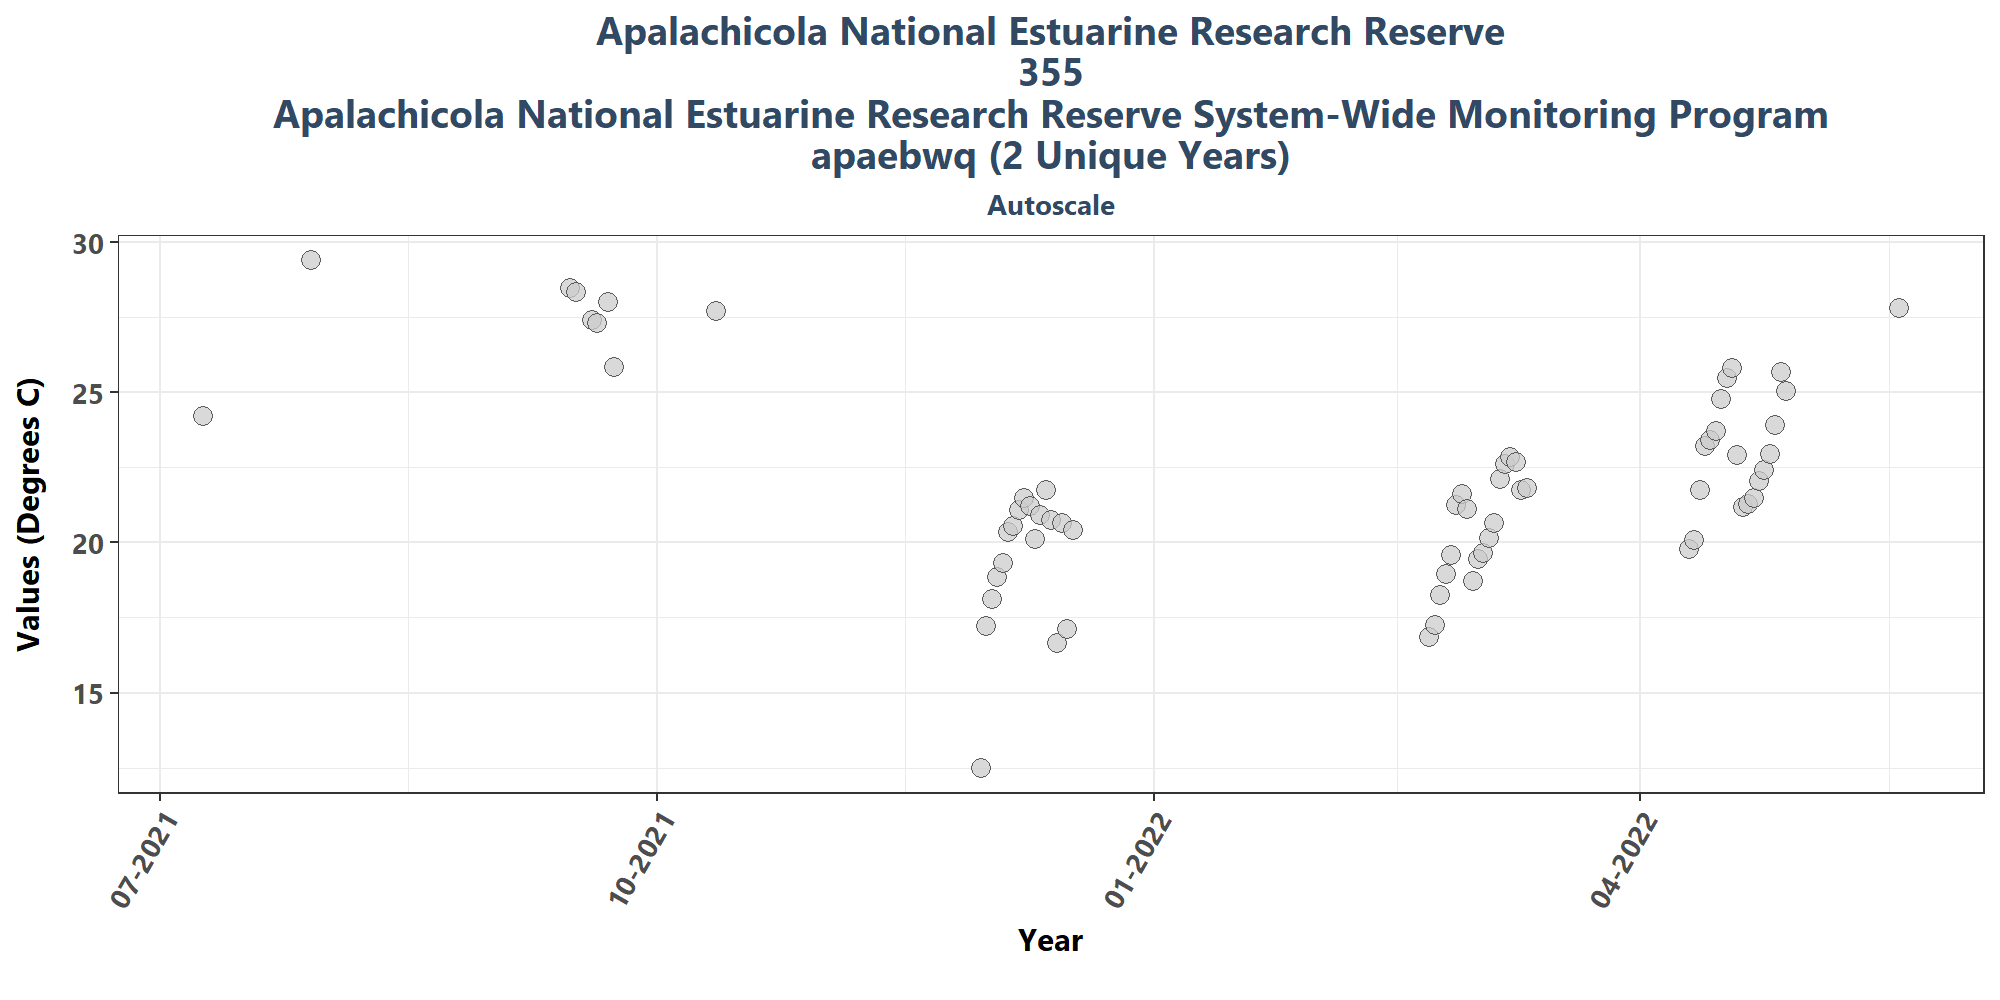 Apalachicola National Estuarine Research Reserve
355
Apalachicola National Estuarine Research Reserve System-Wide Monitoring Program
apaebwq (2 Unique Years)
Autoscale
30
25
20
15
Values (Degrees C)
07-2021
10-2021
01-2022
04-2022
Year